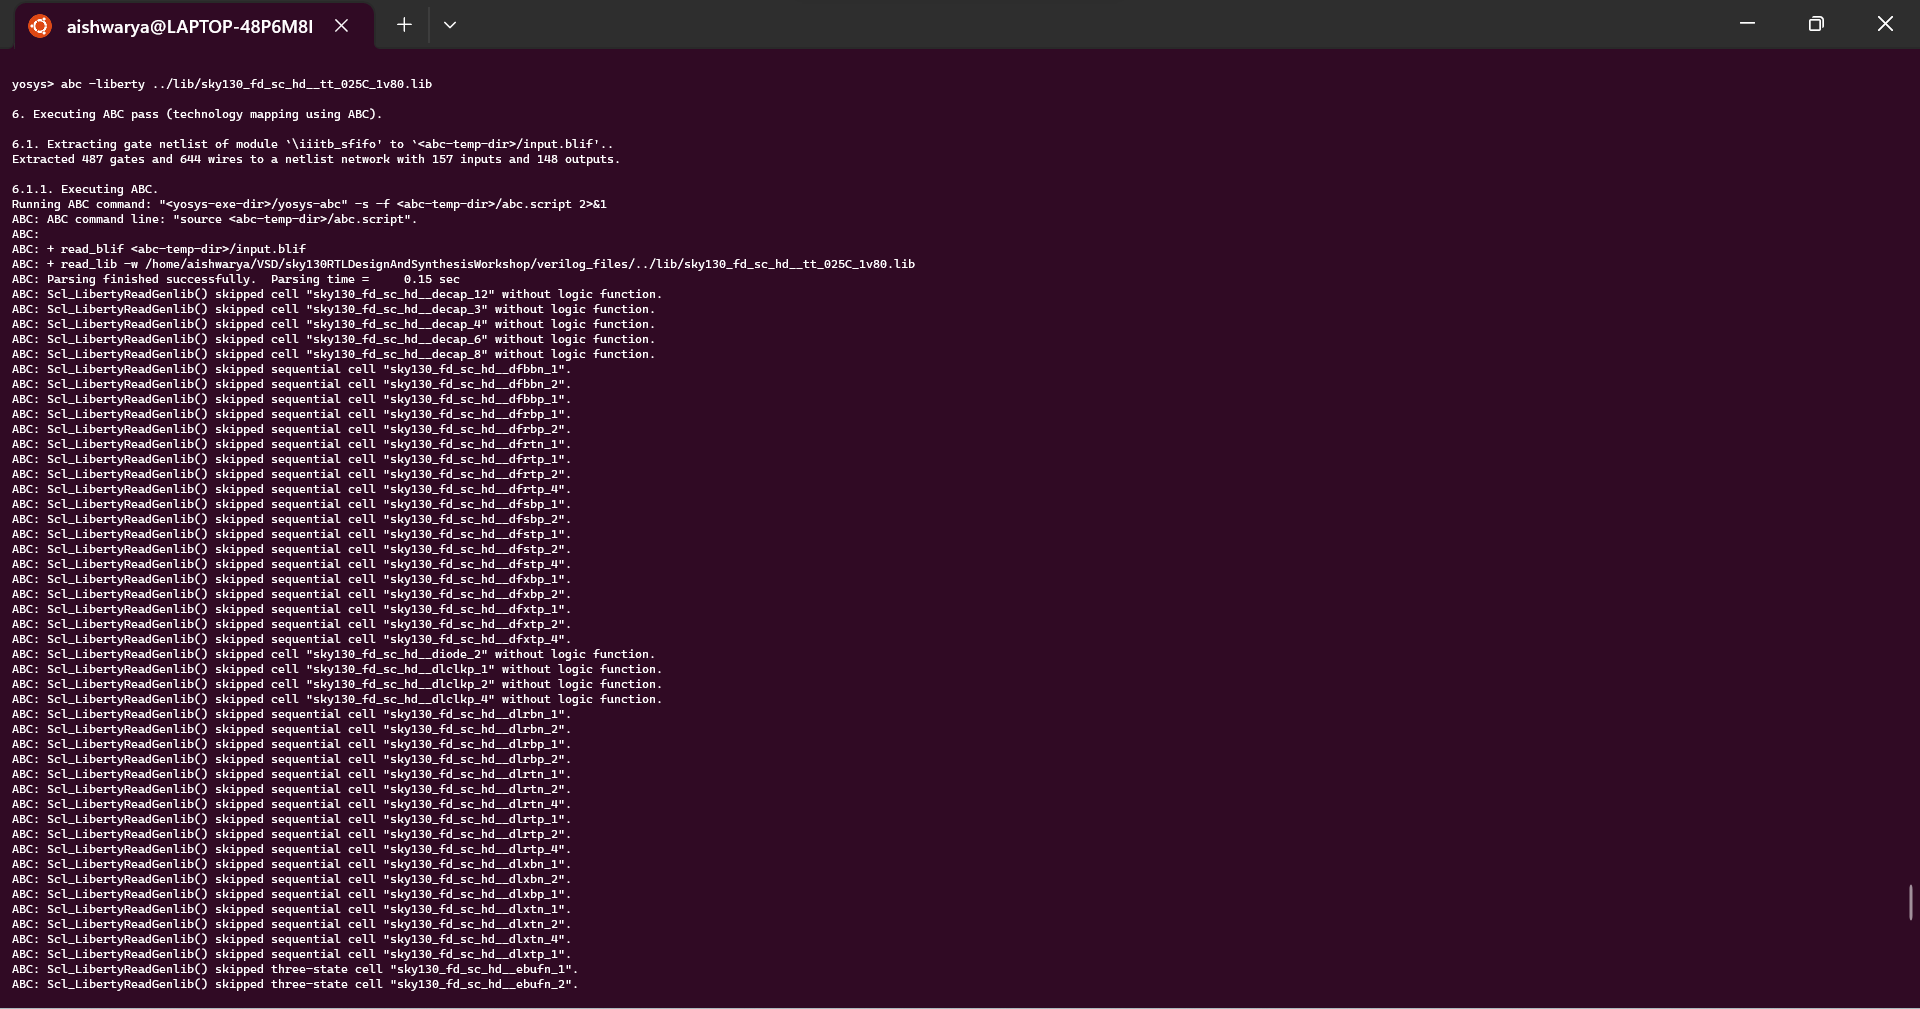 aishwarya@LAPTOP-48P6M8I
yosys> abc -liberty ../lib/sky130_fd_sc_hd__tt_025C_1v80.lib
6. Executing ABC pass (technology mapping using ABC).
6.1. Extracting gate netlist of module `\iiitb_sfifo' to `<abc-temp-dir>/input.blif'..
Extracted 487 gates and 644 wires to a netlist network with 157 inputs and 148 outputs.
6.1.1. Executing ABC.
Running ABC command: "<yosys-exe-dir>/yosys-abc" -s -f <abc-temp-dir>/abc.script 2>&1
ABC: ABC command line: "source <abc-temp-dir>/abc.script".
ABC:
ABC: + read_blif <abc-temp-dir>/input.blif
ABC: + read_lib -w /home/aishwarya/VSD/sky130RTLDesignAndSynthesisWorkshop/verilog_files/../lib/sky130_fd_sc_hd__tt_025C_1v80.lib
ABC: Parsing finished successfully.  Parsing time =     0.15 sec
ABC: Scl_LibertyReadGenlib() skipped cell "sky130_fd_sc_hd__decap_12" without logic function.
ABC: Scl_LibertyReadGenlib() skipped cell "sky130_fd_sc_hd__decap_3" without logic function.
ABC: Scl_LibertyReadGenlib() skipped cell "sky130_fd_sc_hd__decap_4" without logic function.
ABC: Scl_LibertyReadGenlib() skipped cell "sky130_fd_sc_hd__decap_6" without logic function.
ABC: Scl_LibertyReadGenlib() skipped cell "sky130_fd_sc_hd__decap_8" without logic function.
ABC: Scl_LibertyReadGenlib() skipped sequential cell "sky130_fd_sc_hd__dfbbn_1".
ABC: Scl_LibertyReadGenlib() skipped sequential cell "sky130_fd_sc_hd__dfbbn_2".
ABC: Scl_LibertyReadGenlib() skipped sequential cell "sky130_fd_sc_hd__dfbbp_1".
ABC: Scl_LibertyReadGenlib() skipped sequential cell "sky130_fd_sc_hd__dfrbp_1".
ABC: Scl_LibertyReadGenlib() skipped sequential cell "sky130_fd_sc_hd__dfrbp_2".
ABC: Scl_LibertyReadGenlib() skipped sequential cell "sky130_fd_sc_hd__dfrtn_1".
ABC: Scl_LibertyReadGenlib() skipped sequential cell "sky130_fd_sc_hd__dfrtp_1".
ABC: Scl_LibertyReadGenlib() skipped sequential cell "sky130_fd_sc_hd__dfrtp_2".
ABC: Scl_LibertyReadGenlib() skipped sequential cell "sky130_fd_sc_hd__dfrtp_4".
ABC: Scl_LibertyReadGenlib() skipped sequential cell "sky130_fd_sc_hd__dfsbp_1".
ABC: Scl_LibertyReadGenlib() skipped sequential cell "sky130_fd_sc_hd__dfsbp_2".
ABC: Scl_LibertyReadGenlib() skipped sequential cell "sky130_fd_sc_hd__dfstp_1".
ABC: Scl_LibertyReadGenlib() skipped sequential cell "sky130_fd_sc_hd__dfstp_2".
ABC: Scl_LibertyReadGenlib() skipped sequential cell "sky130_fd_sc_hd__dfstp_4".
ABC: Scl_LibertyReadGenlib() skipped sequential cell "sky130_fd_sc_hd__dfxbp_1".
ABC: Scl_LibertyReadGenlib() skipped sequential cell "sky130_fd_sc_hd__dfxbp_2".
ABC: Scl_LibertyReadGenlib() skipped sequential cell "sky130_fd_sc_hd__dfxtp_1".
ABC: Scl_LibertyReadGenlib() skipped sequential cell "sky130_fd_sc_hd__dfxtp_2".
ABC: Scl_LibertyReadGenlib() skipped sequential cell "sky130_fd_sc_hd__dfxtp_4".
ABC: Scl_LibertyReadGenlib() skipped cell "sky130_fd_sc_hd__diode_2" without logic function.
ABC: Scl_LibertyReadGenlib() skipped cell "sky130_fd_sc_hd__dlclkp_1" without logic function.
ABC: Scl_LibertyReadGenlib() skipped cell "sky130_fd_sc_hd__dlclkp_2" without logic function.
ABC: Scl_LibertyReadGenlib() skipped cell "sky130_fd_sc_hd__dlclkp_4" without logic function.
ABC: Scl_LibertyReadGenlib() skipped sequential cell "sky130_fd_sc_hd__dlrbn_1".
ABC: Scl_LibertyReadGenlib() skipped sequential cell "sky130_fd_sc_hd__dlrbn_2".
ABC: Scl_LibertyReadGenlib() skipped sequential cell "sky130_fd_sc_hd__dlrbp_1".
ABC: Scl_LibertyReadGenlib() skipped sequential cell "sky130_fd_sc_hd__dlrbp_2".
ABC: Scl_LibertyReadGenlib() skipped sequential cell "sky130_fd_sc_hd__dlrtn_1".
ABC: Scl_LibertyReadGenlib() skipped sequential cell "sky130_fd_sc_hd__dlrtn_2".
ABC: Scl_LibertyReadGenlib() skipped sequential cell "sky130_fd_sc_hd__dlrtn_4".
ABC: Scl_LibertyReadGenlib() skipped sequential cell "sky130_fd_sc_hd__dlrtp_1".
ABC: Scl_LibertyReadGenlib() skipped sequential cell "sky130_fd_sc_hd__dlrtp_2".
ABC: Scl_LibertyReadGenlib() skipped sequential cell "sky130_fd_sc_hd__dlrtp_4".
ABC: Scl_LibertyReadGenlib() skipped sequential cell "sky130_fd_sc_hd__dlxbn_1".
ABC: Scl_LibertyReadGenlib() skipped sequential cell "sky130_fd_sc_hd__dlxbn_2".
ABC: Scl_LibertyReadGenlib() skipped sequential cell "sky130_fd_sc_hd__dlxbp_1".
ABC: Scl_LibertyReadGenlib() skipped sequential cell "sky130_fd_sc_hd__dlxtn_1".
ABC: Scl_LibertyReadGenlib() skipped sequential cell "sky130_fd_sc_hd__dlxtn_2".
ABC: Scl_LibertyReadGenlib() skipped sequential cell "sky130_fd_sc_hd__dlxtn_4".
ABC: Scl_LibertyReadGenlib() skipped sequential cell "sky130_fd_sc_hd__dlxtp_1".
ABC: Scl_LibertyReadGenlib() skipped three-state cell "sky130_fd_sc_hd__ebufn_1".
ABC: Scl_LibertyReadGenlib() skipped three-state cell "sky130_fd_sc_hd__ebufn_2".